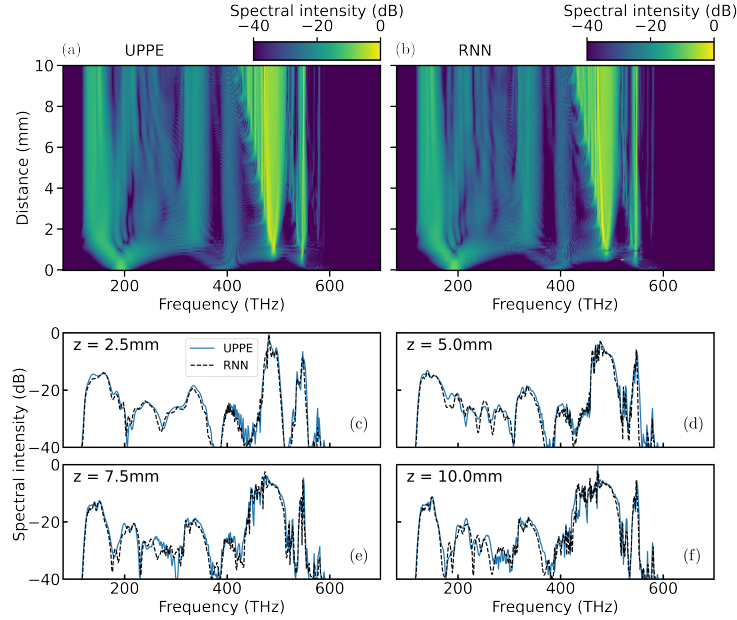 Spectral intensity (dB) Spectral intensity (dB)
−40 −20 0 −40 −20 0
(a) UPPE (b) RNN
10
8
6
4
2
0
Distance (mm)
200 400 600 200 400 600
Frequency (THz) Frequency (THz)
0
−20
−40
z = 2.5mm
UPPE
RNN
(c)
z = 5.0mm
(d)
Spectral intensity (dB)
0
−20
−40
z = 7.5mm
(e)
z = 10.0mm
(f)
200 400 600 200 400 600
Frequency (THz) Frequency (THz)